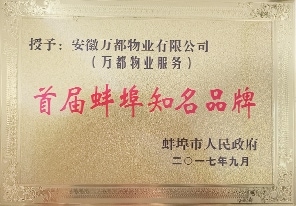 授予：安徽万都物业有限公司
（万都物业服务）
首届蚌埠知名品牌
蚌埠市人民政府
二〇一七年九月